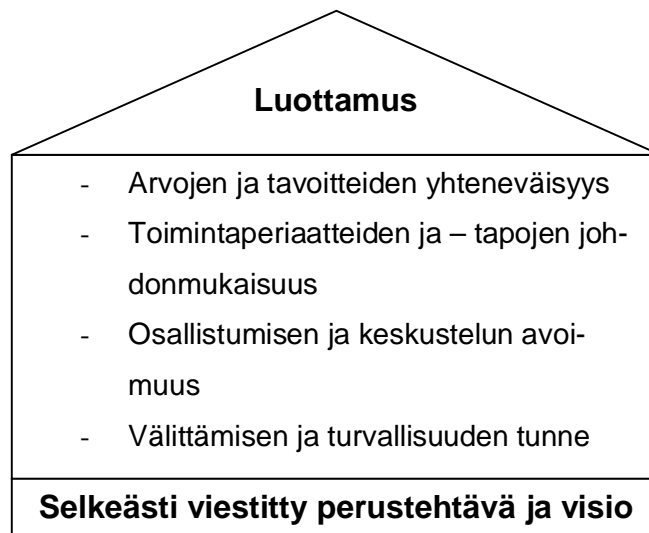 Luottamus
- Arvojen ja tavoitteiden yhteneväisyys
- Toimintaperiaatteiden ja – tapojen joh-
donmukaisuus
- Osallistumisen ja keskustelun avoi-
muus
- Välittämisen ja turvallisuuden tunne
Selkeästi viestitty perustehtävä ja visio